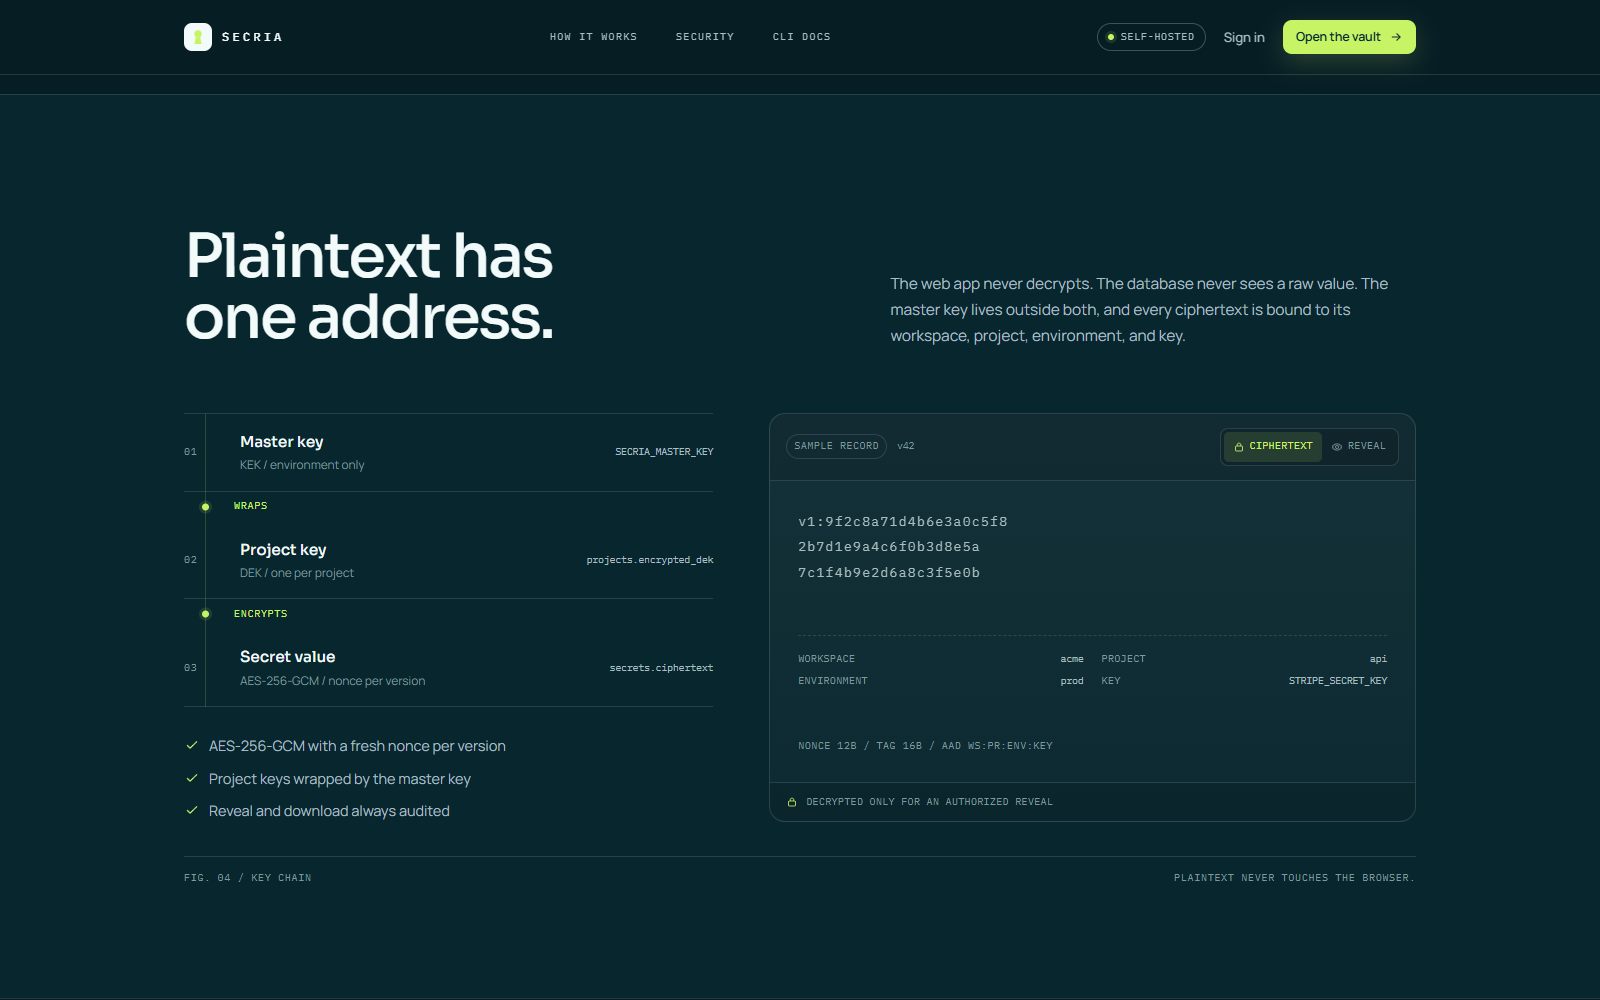 SECRIA
HOW IT WORKS
SECURITY
CLI DOCS
SELF-HOSTED
Sign in
Open the vault →
Plaintext has
one address.
The web app never decrypts. The database never sees a raw value. The
master key lives outside both, and every ciphertext is bound to its
workspace, project, environment, and key.
01
Master key
KEK / environment only
SECRIA_MASTER_KEY
WRAPS
02
Project key
DEK / one per project
projects.encrypted_dek
ENCRYPTS
03
Secret value
AES-256-GCM / nonce per version
secrets.ciphertext
AES-256-GCM with a fresh nonce per version
Project keys wrapped by the master key
Reveal and download always audited
SAMPLE RECORD
v42
CIPHERTEXT
REVEAL
v1:9f2c8a71d4b6e3a0c5f8
2b7d1e9a4c6f0b3d8e5a
7c1f4b9e2d6a8c3f5e0b
WORKSPACE acme PROJECT api
ENVIRONMENT prod KEY STRIPE_SECRET_KEY
NONCE 12B / TAG 16B / AAD WS:PR:ENV:KEY
DECRYPTED ONLY FOR AN AUTHORIZED REVEAL
FIG. 04 / KEY CHAIN
PLAINTEXT NEVER TOUCHES THE BROWSER.